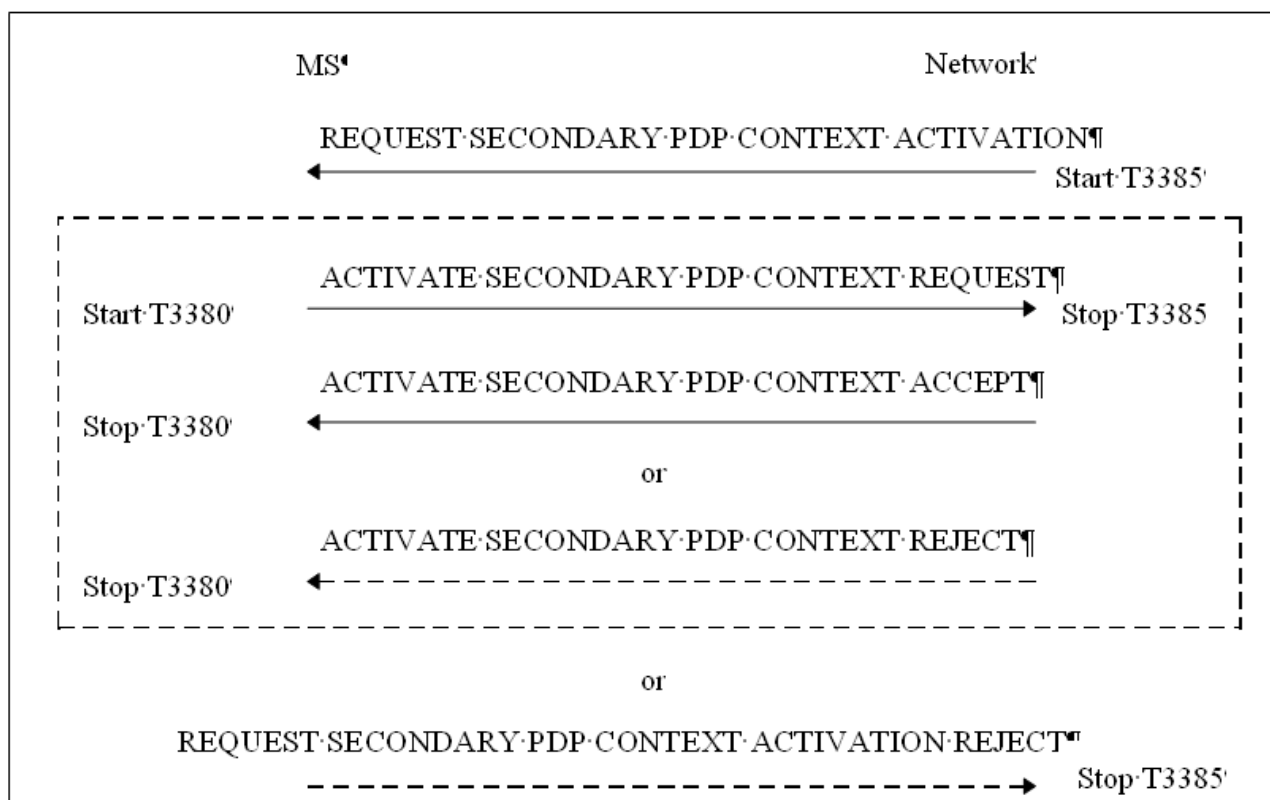 MS Network
REQUEST·SECONDARY·PDP·CONTEXT·ACTIVATION¶
Start·T3385
ACTIVATE·SECONDARY·PDP·CONTEXT·REQUEST¶
Start·T3380 Stop·T3385
ACTIVATE·SECONDARY·PDP·CONTEXT·ACCEPT¶
Stop·T3380
or
ACTIVATE·SECONDARY·PDP·CONTEXT·REJECT¶
Stop·T3380
or
REQUEST·SECONDARY·PDP·CONTEXT·ACTIVATION·REJECT¶
Stop·T3385